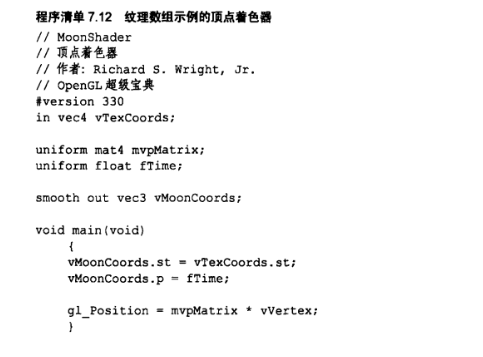 程序清单 7.12 纹理数组示例的顶点着色器
// MoonShader
// 顶点着色器
// 作者: Richard S. Wright, Jr.
// OpenGL 超级宝典
#version 330
in vec4 vTexCoords;
uniform mat4 mvpMatrix;
uniform float fTime;
smooth out vec3 vMoonCoords;
void main(void)
{
vMoonCoords.st = vTexCoords.st;
vMoonCoords.p = fTime;
gl_Position = mvpMatrix * vVertex;
}